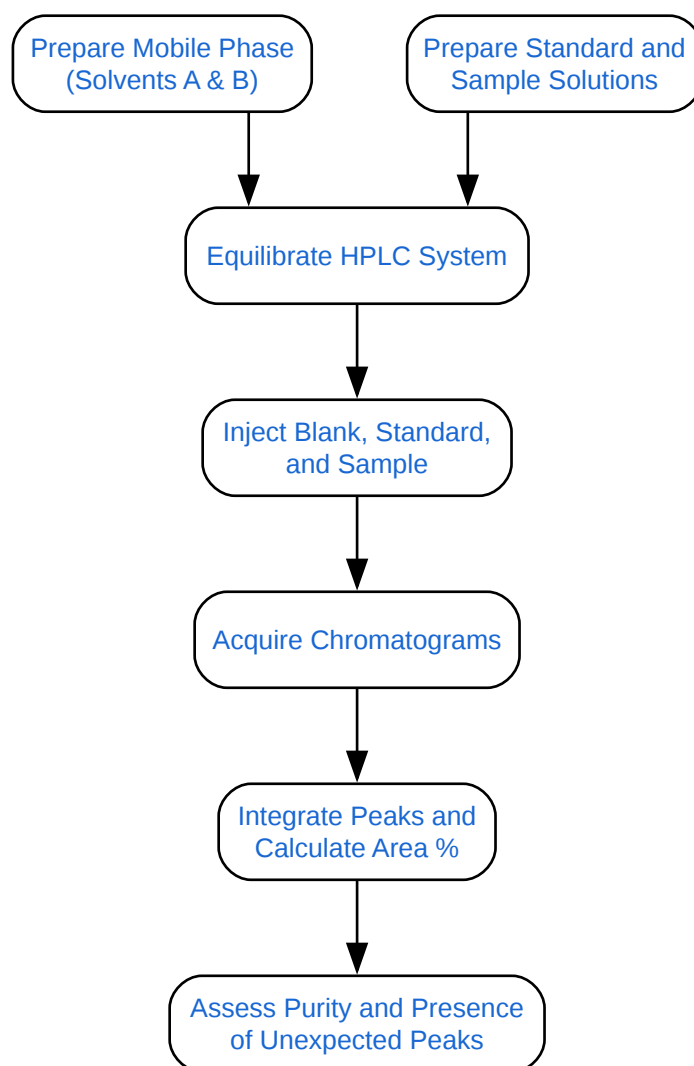 Prepare Mobile Phase
(Solvents A & B)
Prepare Standard and
Sample Solutions
Equilibrate HPLC System
Inject Blank, Standard,
and Sample
Acquire Chromatograms
Integrate Peaks and
Calculate Area %
Assess Purity and Presence
of Unexpected Peaks